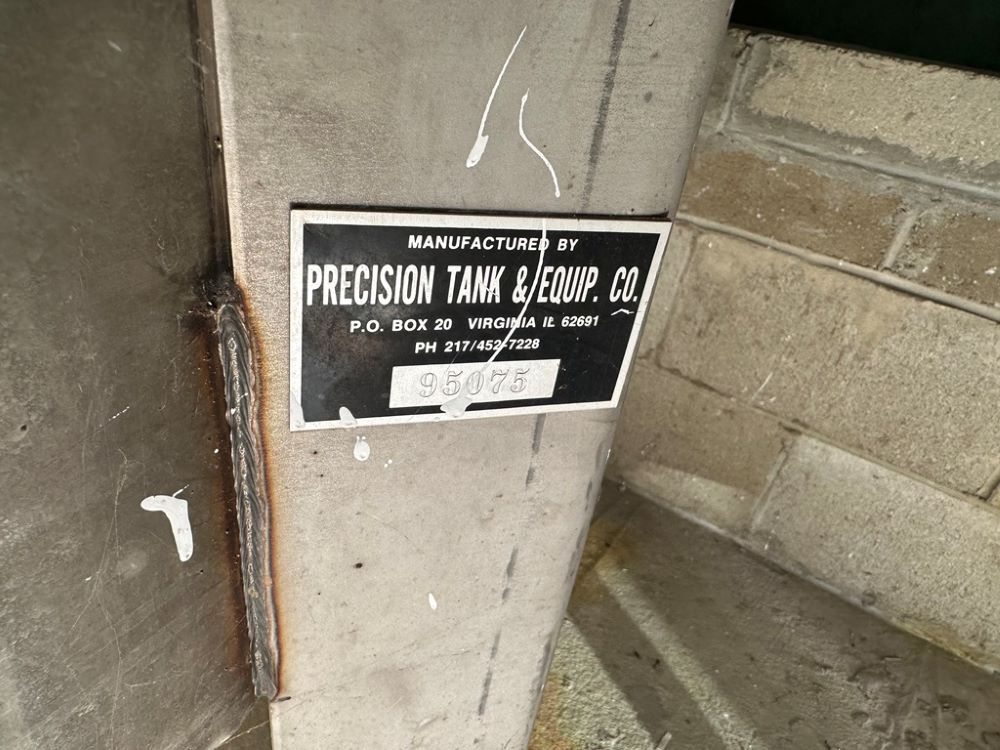 MANUFACTURED BY
PRECISION TANK & EQUIP. CO.
P.O. BOX 20 VIRGINIA IL 62691
PH 217/452-7228
95075